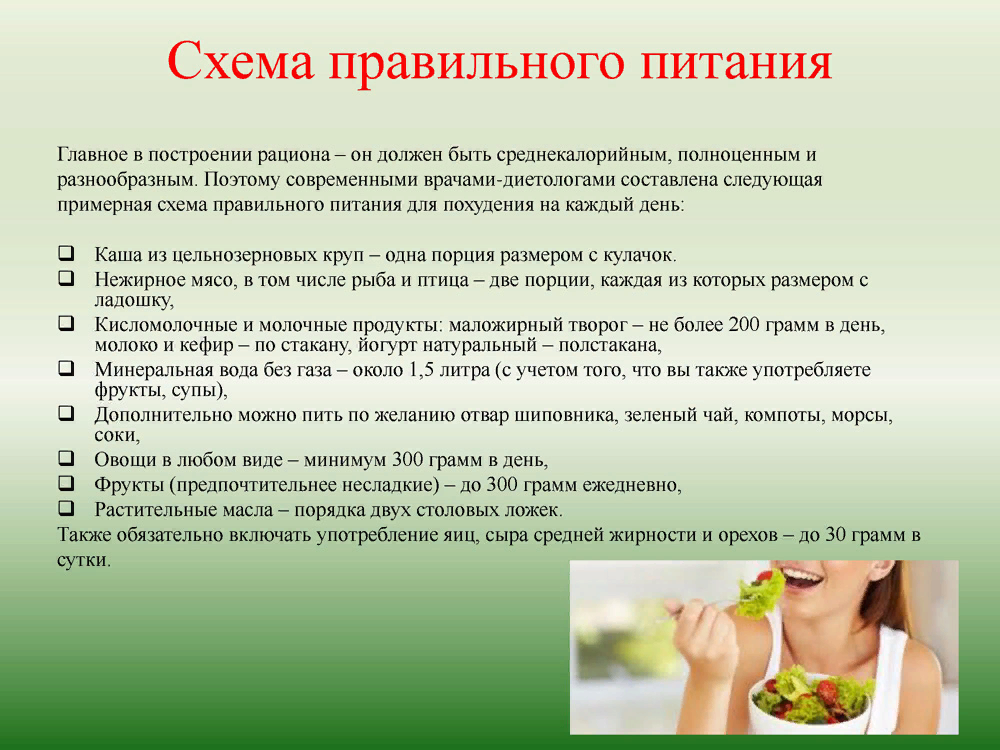 Схема правильного питания
Главное в построении рациона – он должен быть среднекалорийным, полноценным и
разнообразным. Поэтому современными врачами-диетологами составлена следующая
примерная схема правильного питания для похудения на каждый день:
❑ Каша из цельнозерновых круп – одна порция размером с кулачок.
❑ Нежирное мясо, в том числе рыба и птица – две порции, каждая из которых размером с
ладошку,
❑ Кисломолочные и молочные продукты: маложирный творог – не более 200 грамм в день,
молоко и кефир – по стакану, йогурт натуральный – полстакана,
❑ Минеральная вода без газа – около 1,5 литра (с учетом того, что вы также употребляете
фрукты, супы),
❑ Дополнительно можно пить по желанию отвар шиповника, зеленый чай, компоты, морсы,
соки,
❑ Овощи в любом виде – минимум 300 грамм в день,
❑ Фрукты (предпочтительнее несладкие) – до 300 грамм ежедневно,
❑ Растительные масла – порядка двух столовых ложек.
Также обязательно включать употребление яиц, сыра средней жирности и орехов – до 30 грамм в
сутки.